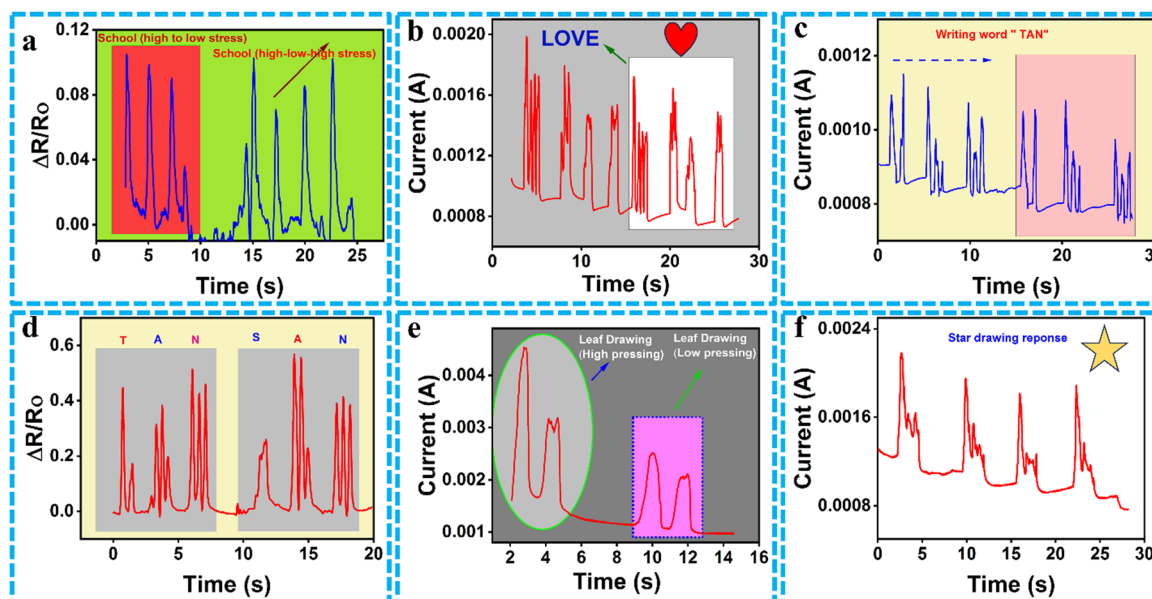 a
School (high to low stress)
School (high-low-high stress)
0.12
0.08
0.04
0.00
ΔR/Ro
0 5 10 15 20 25
Time (s)
b
LOVE
0.0020
0.0016
0.0012
0.0008
Current (A)
0 10 20 30
Time (s)
c
Writing word " TAN"
0.0012
0.0010
0.0008
Current (A)
0 10 20 30
Time (s)
d
T A N S A N
0.6
0.4
0.2
0.0
ΔR/Ro
0 5 10 15 20
Time (s)
e
Leaf Drawing
(High pressing)
Leaf Drawing
(Low pressing)
0.004
0.003
0.002
0.001
Current (A)
2 4 6 8 10 12 14 16
Time (s)
f
Star drawing reponse
0.0024
0.0016
0.0008
Current (A)
0 5 10 15 20 25 30
Time (s)